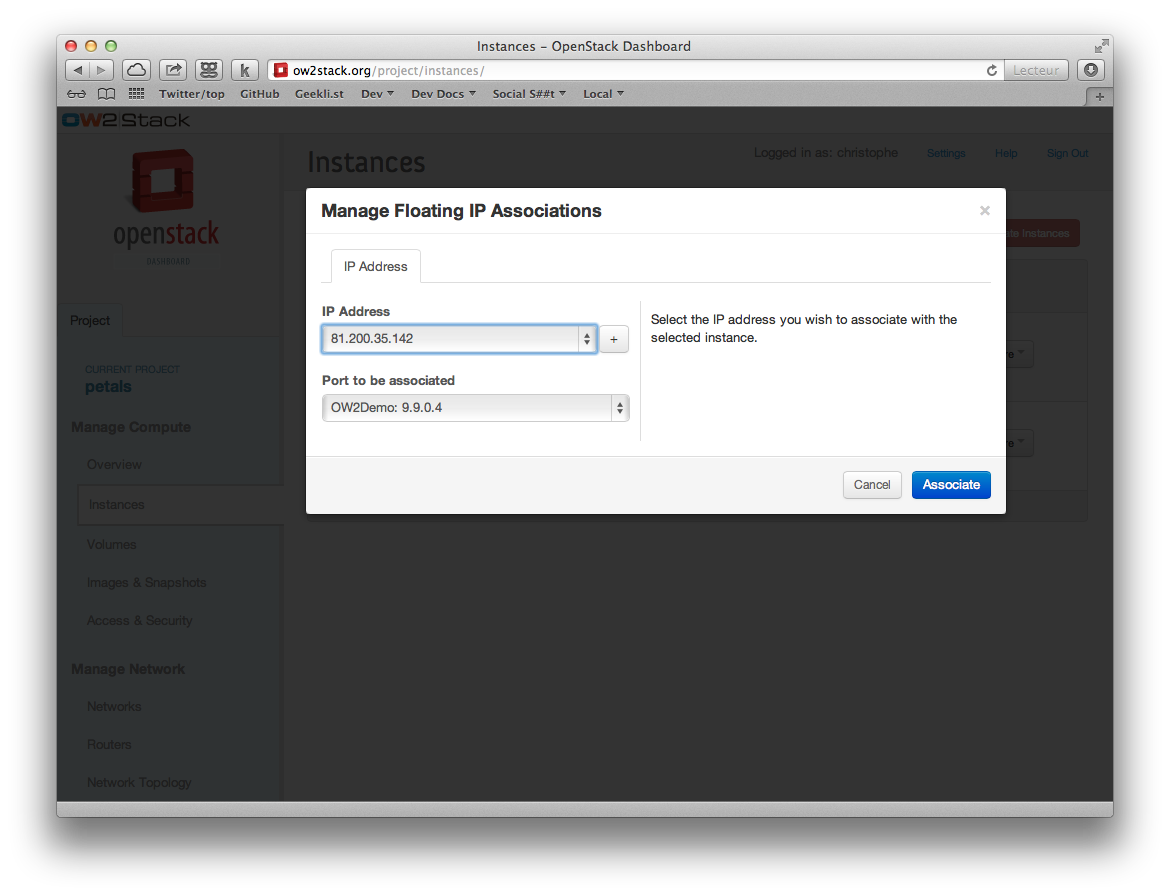 Instances – OpenStack Dashboard
k
ow2stack.org/project/instances/
Lecteur
Twitter/top GitHub Geekli.st Dev Dev Docs Social S##t Local
+
OW2Stack
Instances
Logged in as: christophe Settings Help Sign Out
openstack
DASHBOARD
Manage Floating IP Associations
×
te Instances
IP Address
IP Address
81.200.35.142
+
Select the IP address you wish to associate with the
selected instance.
Port to be associated
OW2Demo: 9.9.0.4
Cancel
Associate
Project
CURRENT PROJECT
petals
Manage Compute
Overview
Instances
Volumes
Images & Snapshots
Access & Security
Manage Network
Networks
Routers
Network Topology